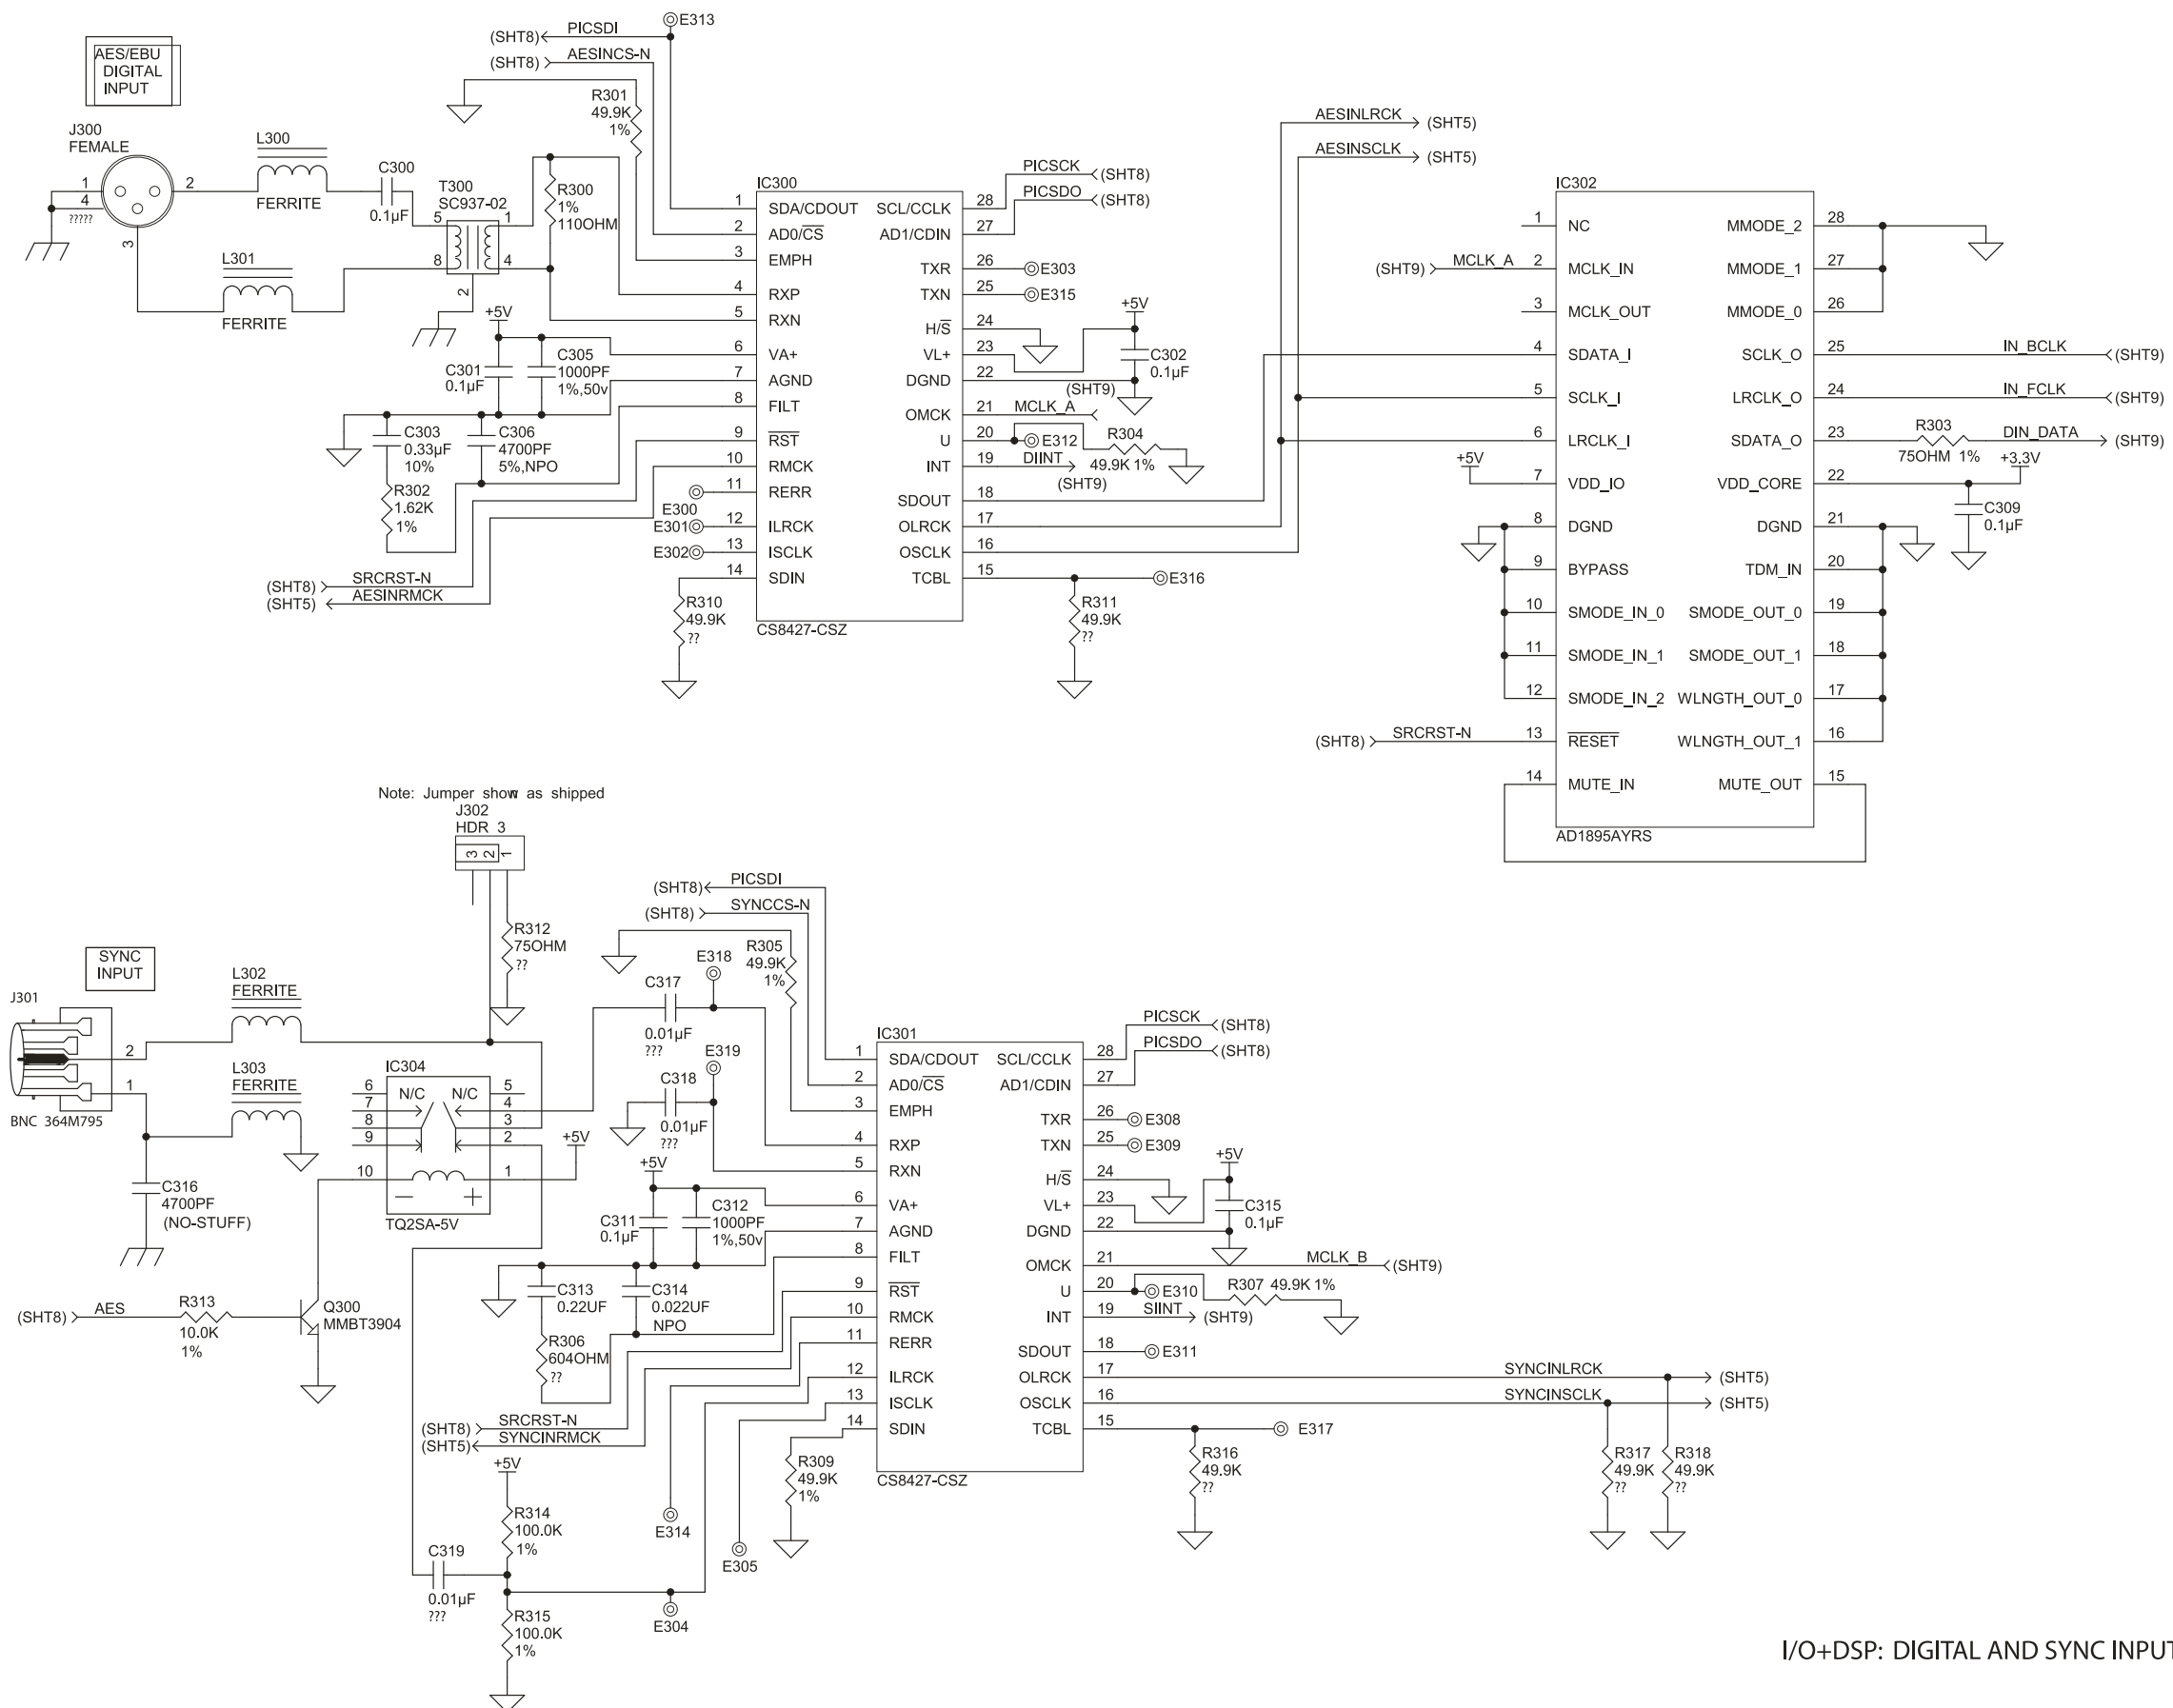 AES/EBU
DIGITAL
INPUT
J300
FEMALE
1
4
?????
2
3
L300
FERRITE
L301
FERRITE
C300
0.1µF
T300
SC937-02
5
1
8
4
2
R300
1%
110OHM
(SHT8)
PICSDI
E313
(SHT8)
AESINCS-N
R301
49.9K
1%
+5V
C301
0.1µF
C305
1000PF
1%,50v
C303
0.33µF
10%
C306
4700PF
5%,NPO
R302
1.62K
1%
(SHT8)
SRCRST-N
(SHT5)
AESINRMCK
E300
E301
E302
R310
49.9K
??
IC300
1 SDA/CDOUT SCL/CCLK 28
2 AD0/CS AD1/CDIN 27
3 EMPH TXR 26
4 RXP TXN 25
5 RXN H/S 24
6 VA+ VL+ 23
7 AGND DGND 22
8 FILT OMCK 21
9 RST U 20
10 RMCK INT 19
11 RERR SDOUT 18
12 ILRCK OLRCK 17
13 ISCLK OSCLK 16
14 SDIN TCBL 15
CS8427-CSZ
PICSCK (SHT8)
PICSDO (SHT8)
E303
E315
+5V
C302
0.1µF
(SHT9)
MCLK_A
E312
R304
49.9K 1%
DIINT
(SHT9)
E316
R311
49.9K
??
AESINLRCK (SHT5)
AESINSCLK (SHT5)
IC302
1 NC MMODE_2 28
(SHT9) MCLK_A 2 MCLK_IN MMODE_1 27
3 MCLK_OUT MMODE_0 26
4 SDATA_I SCLK_O 25 IN_BCLK (SHT9)
5 SCLK_I LRCLK_O 24 IN_FCLK (SHT9)
6 LRCLK_I SDATA_O 23 R303 DIN_DATA (SHT9)
75OHM 1%
+5V
+3.3V
7 VDD_IO VDD_CORE 22
C309
0.1µF
8 DGND DGND 21
9 BYPASS TDM_IN 20
10 SMODE_IN_0 SMODE_OUT_0 19
11 SMODE_IN_1 SMODE_OUT_1 18
12 SMODE_IN_2 WLNGTH_OUT_0 17
(SHT8) SRCRST-N 13 RESET WLNGTH_OUT_1 16
14 MUTE_IN MUTE_OUT 15
AD1895AYRS
Note: Jumper show as shipped
J302
HDR 3
3 2 1
R312
75OHM
??
SYNC
INPUT
J301
2
1
BNC 364M795
L302
FERRITE
L303
FERRITE
C316
4700PF
(NO-STUFF)
IC304
6 N/C N/C 5
7 4
8 3
9 2
10 1
TQ2SA-5V
+5V
(SHT8) AES
R313
10.0K
1%
Q300
MMBT3904
(SHT8) PICSDI
(SHT8) SYNCCS-N
R305
49.9K
1%
C317
0.01µF
???
E318
E319
C318
0.01µF
???
+5V
C311
0.1µF
C312
1000PF
1%,50v
C313
0.22UF
C314
0.022UF
NPO
R306
604OHM
??
(SHT8) SRCRST-N
(SHT5) SYNCINRMCK
+5V
R314
100.0K
1%
C319
0.01µF
???
R315
100.0K
1%
E314
E305
E304
R309
49.9K
1%
IC301
1 SDA/CDOUT SCL/CCLK 28
2 AD0/CS AD1/CDIN 27
3 EMPH TXR 26
4 RXP TXN 25
5 RXN H/S 24
6 VA+ VL+ 23
7 AGND DGND 22
8 FILT OMCK 21
9 RST U 20
10 RMCK INT 19
11 RERR SDOUT 18
12 ILRCK OLRCK 17
13 ISCLK OSCLK 16
14 SDIN TCBL 15
CS8427-CSZ
PICSCK (SHT8)
PICSDO (SHT8)
E308
E309
+5V
C315
0.1µF
MCLK_B (SHT9)
E310
R307 49.9K 1%
SIINT (SHT9)
E311
SYNCINLRCK (SHT5)
SYNCINSCLK (SHT5)
E317
R316
49.9K
??
R317
49.9K
??
R318
49.9K
??
I/O+DSP: DIGITAL AND SYNC INPUT